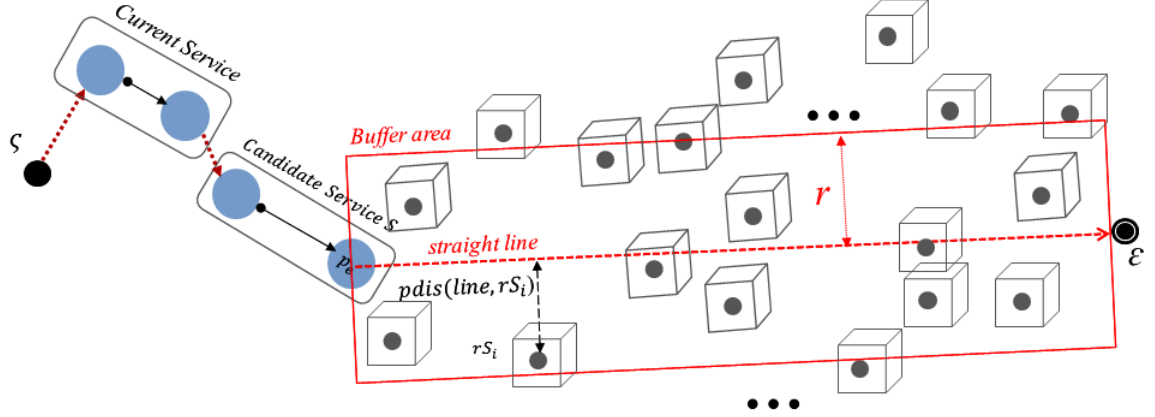 Current Service
ς
Buffer area
Candidate Service s
r
straight line
pₑ
ε
pdis(line, rSᵢ)
rSᵢ